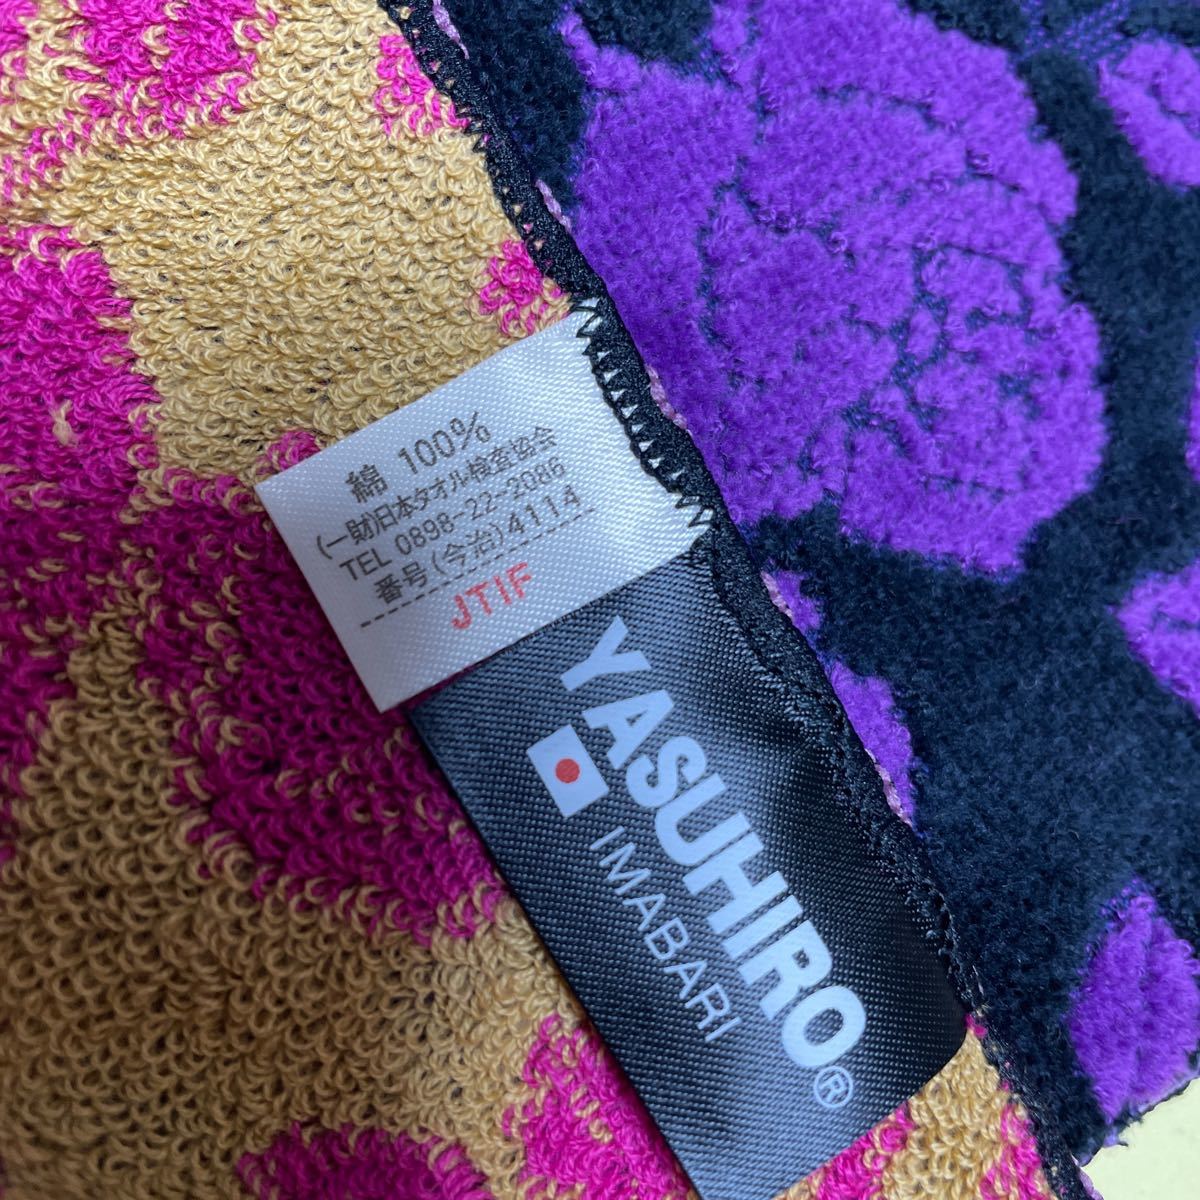 綿 100%
(一財)日本タオル検査協会
TEL 0898-22-2086
番号(今治)4114
JTIF
YASUHIRO®
IMABARI